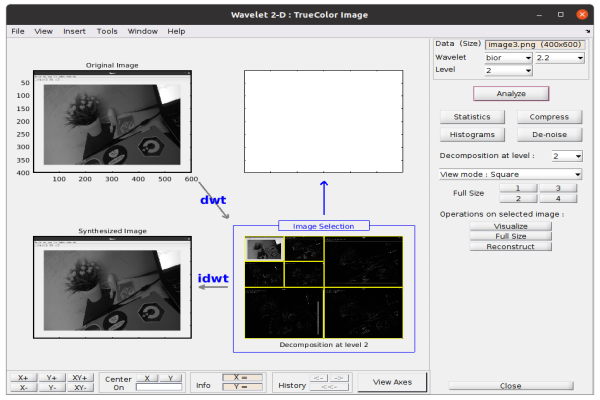 Wavelet 2-D : TrueColor Image
File View Insert Tools Window Help
Data (Size) image3.png (400x600)
Wavelet bior 2.2
Level 2
Analyze
Statistics Compress
Histograms De-noise
Decomposition at level : 2
View mode : Square
Full Size 1 3
2 4
Operations on selected image :
Visualize
Full Size
Reconstruct
Close
Original Image
50
100
150
200
250
300
350
400
100 200 300 400 500 600
dwt
Image Selection
Synthesized Image
idwt
Decomposition at level 2
X+ Y+ XY+
X- Y- XY-
Center On X Y
Info X =
Y =
History <- ->
<<-
View Axes